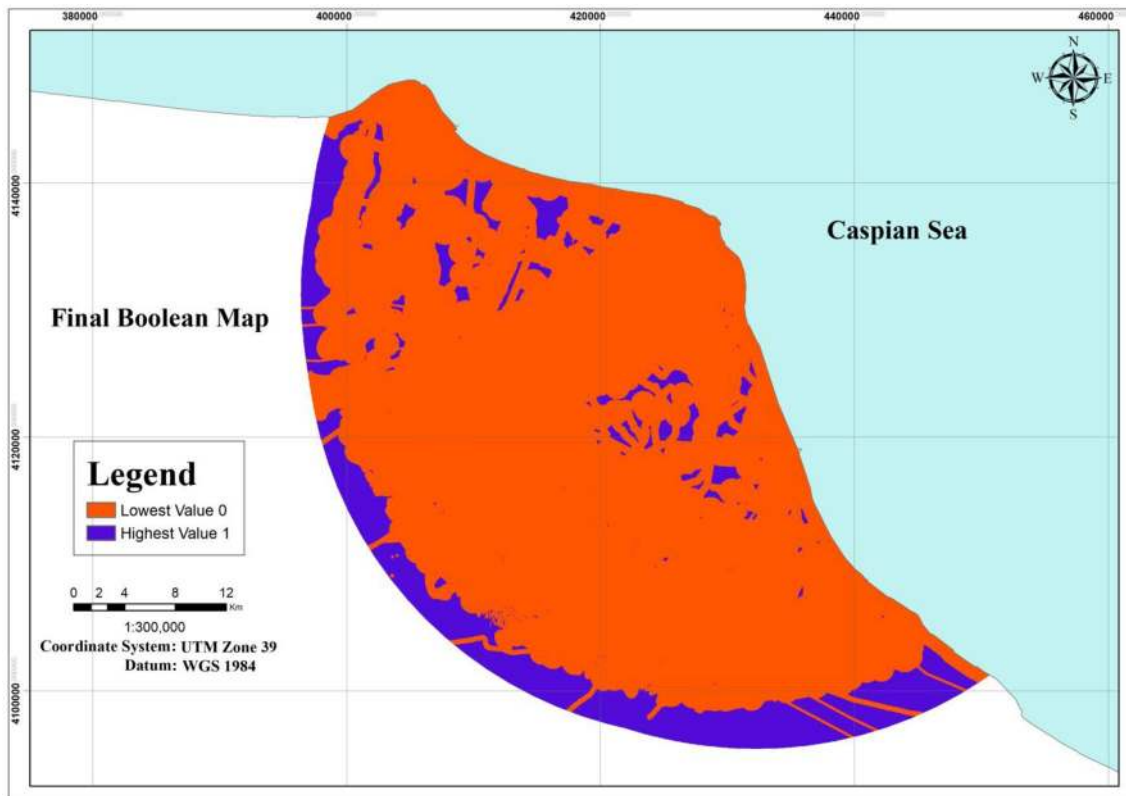 380000 400000 420000 440000 460000
N
W E
S
4140000
Caspian Sea
Final Boolean Map
4120000
Legend
Lowest Value 0
Highest Value 1
0 2 4 8 12
Km
1:300,000
Coordinate System: UTM Zone 39
Datum: WGS 1984
4100000